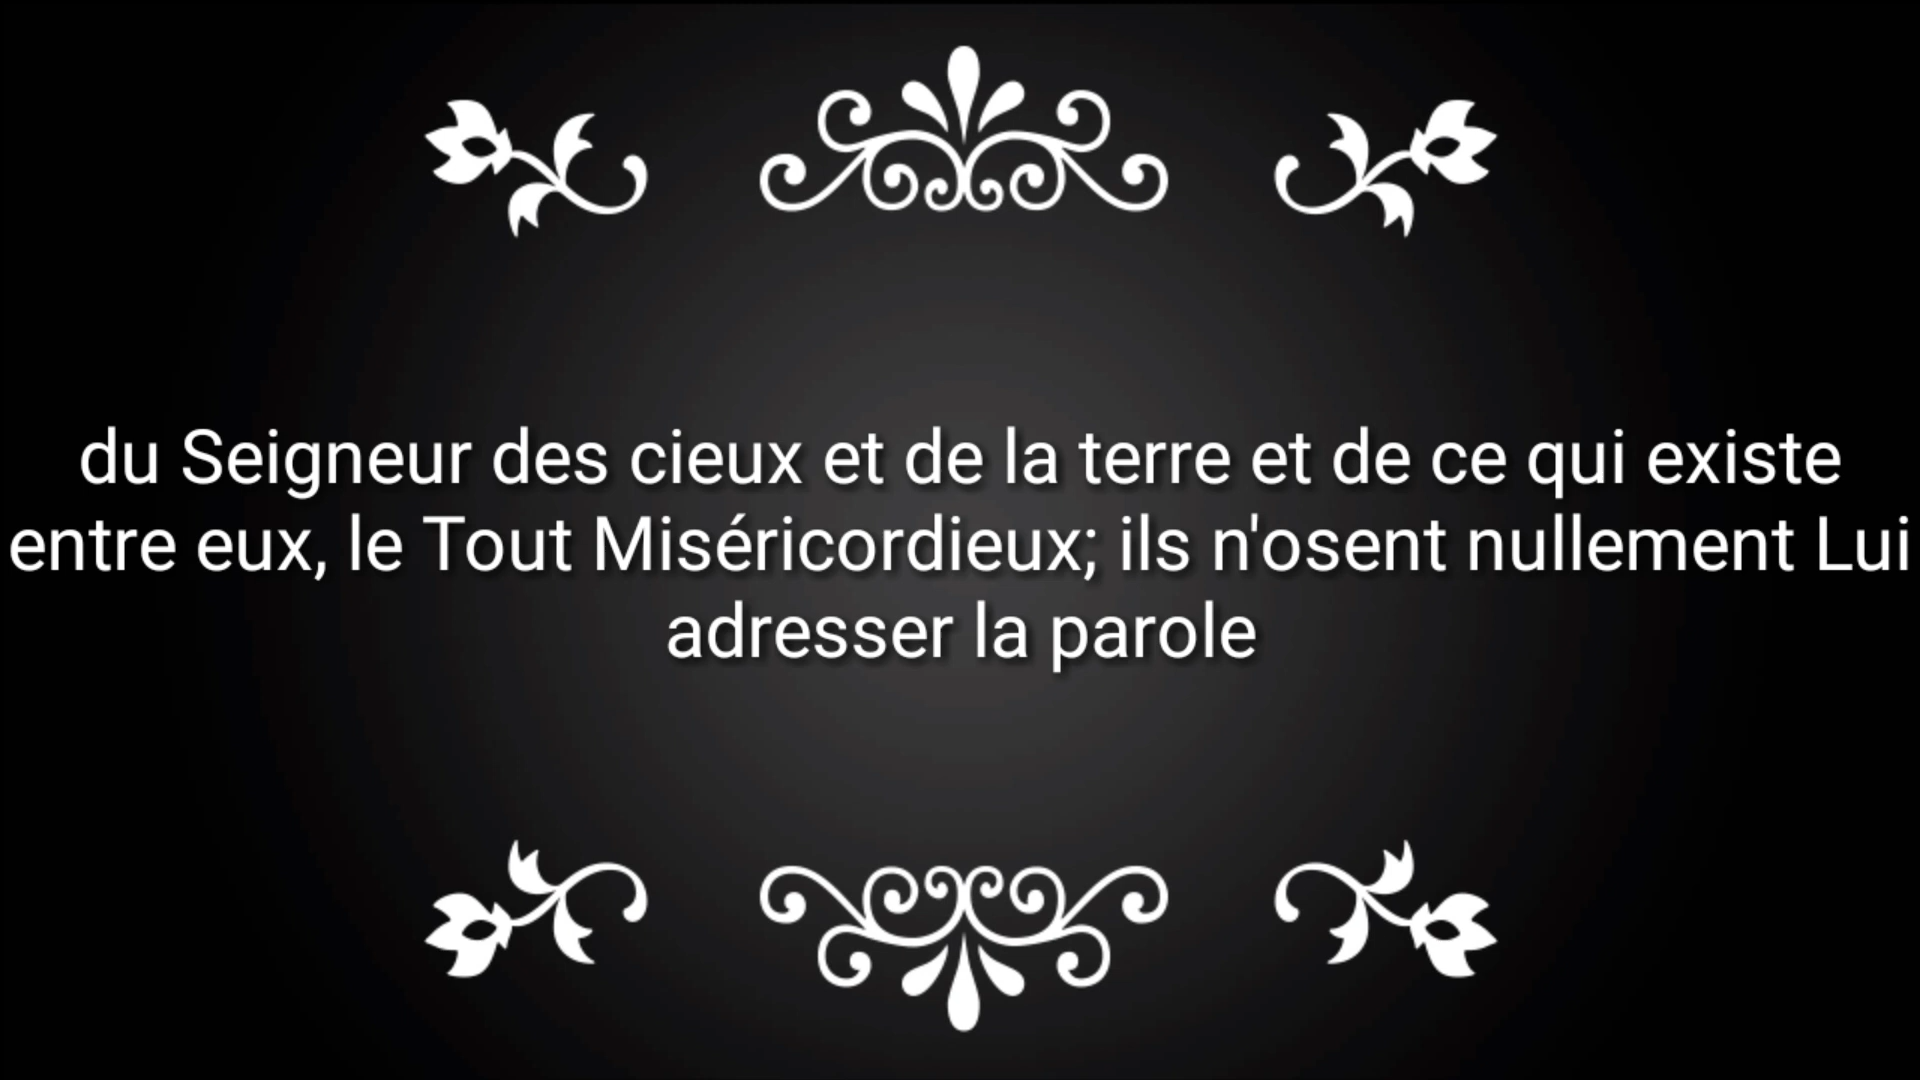 du Seigneur des cieux et de la terre et de ce qui existe
entre eux, le Tout Miséricordieux; ils n'osent nullement Lui
adresser la parole